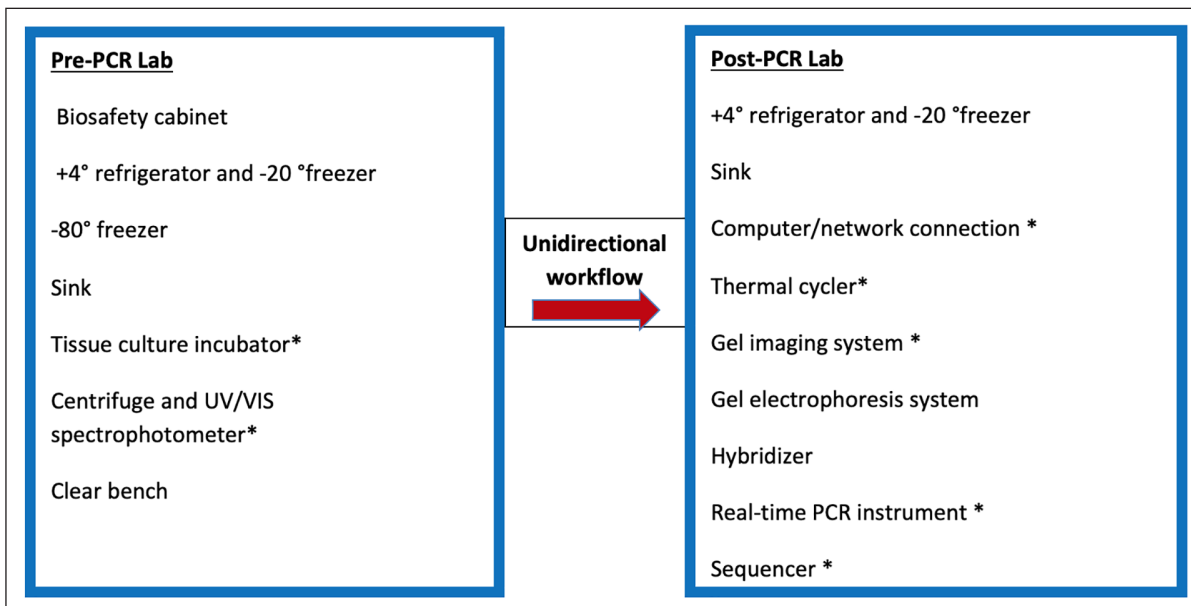 Pre-PCR Lab
Biosafety cabinet
+4° refrigerator and -20 °freezer
-80° freezer
Sink
Tissue culture incubator*
Centrifuge and UV/VIS
spectrophotometer*
Clear bench
Unidirectional
workflow
Post-PCR Lab
+4° refrigerator and -20 °freezer
Sink
Computer/network connection *
Thermal cycler*
Gel imaging system *
Gel electrophoresis system
Hybridizer
Real-time PCR instrument *
Sequencer *